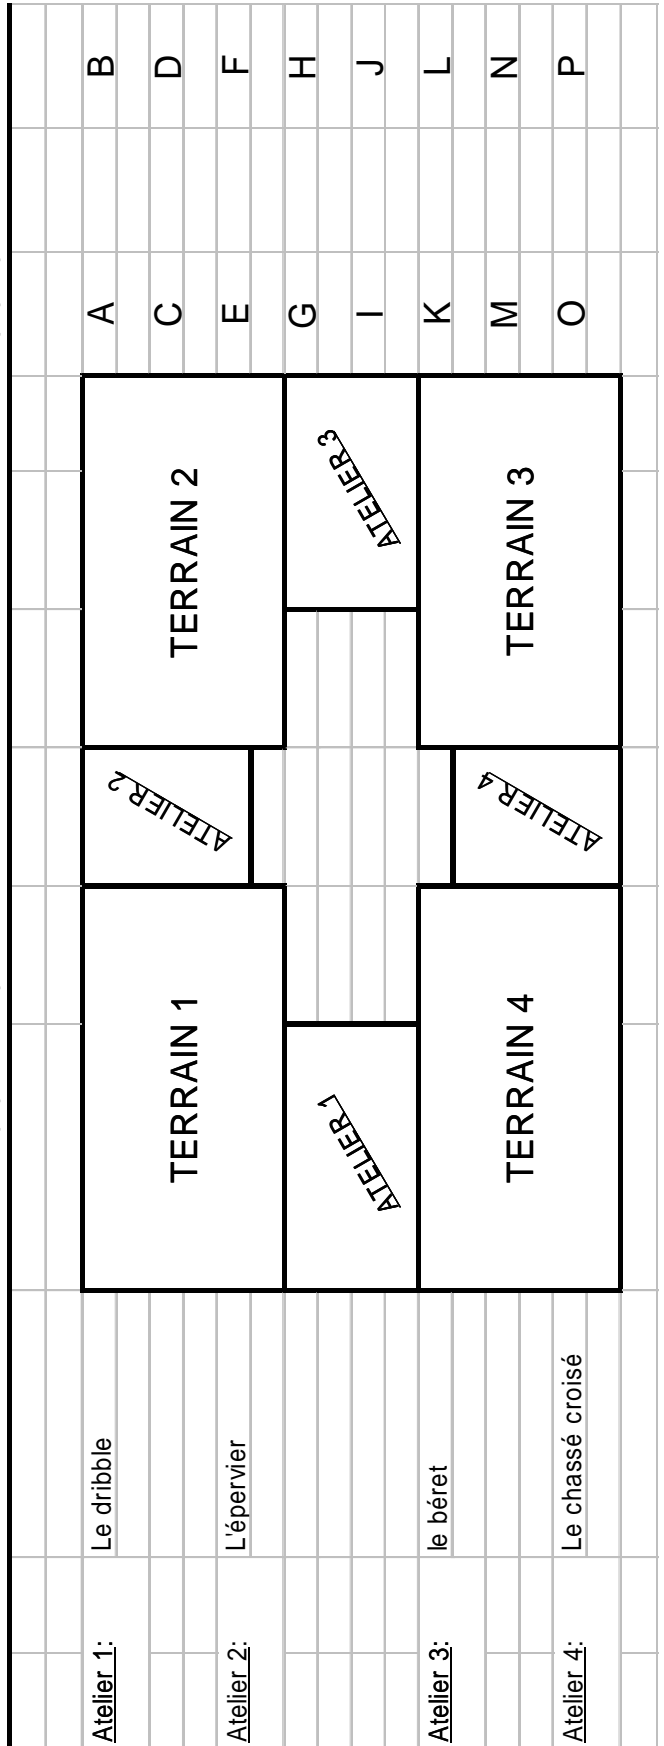 Atelier 1: Le dribble A B
TERRAIN 1 ATELIER 2 TERRAIN 2 C D
Atelier 2: L'épervier E F
G H
ATELIER 1 ATELIER 3 I J
Atelier 3: le béret K L
TERRAIN 4 ATELIER 4 TERRAIN 3 M N
Atelier 4: Le chassé croisé O P